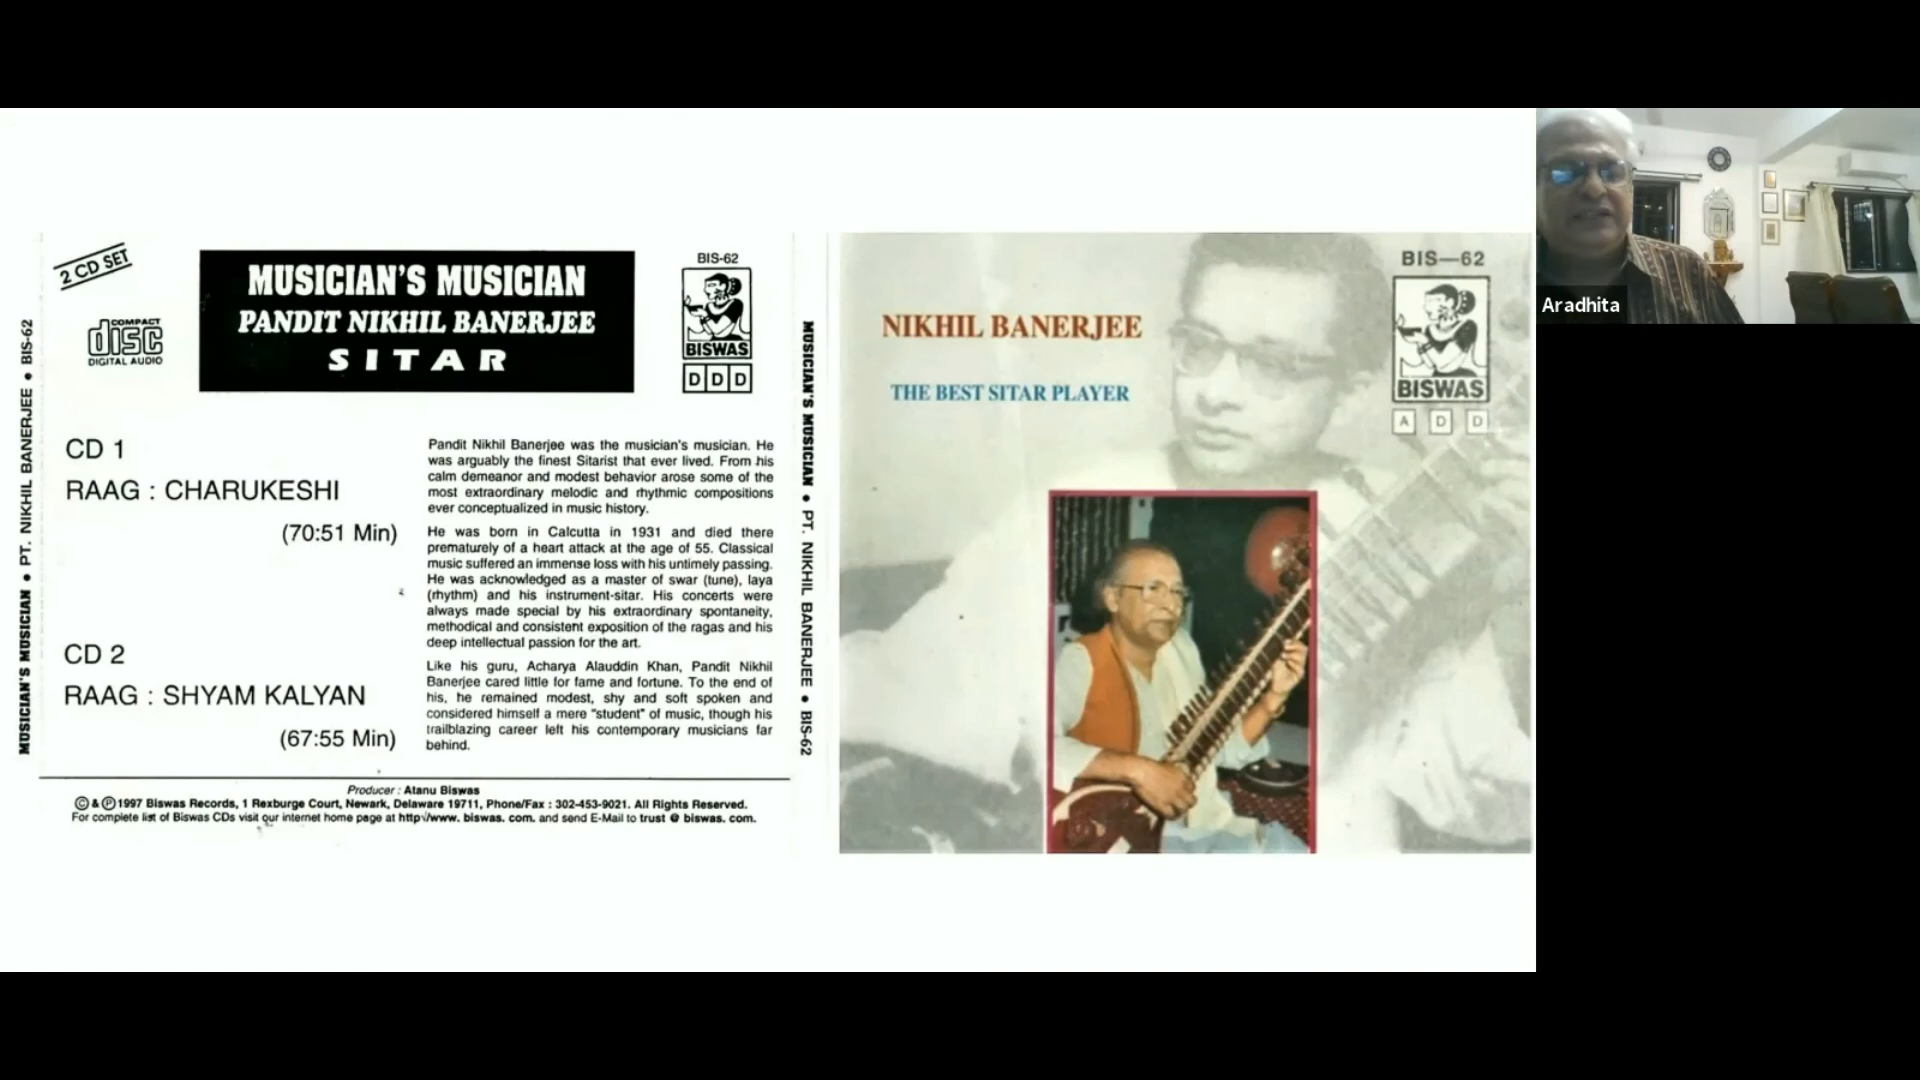 2 CD SET
COMPACT
disc
DIGITAL AUDIO
MUSICIAN'S MUSICIAN
PANDIT NIKHIL BANERJEE
SITAR
BIS-62
BISWAS
D D D
MUSICIAN'S MUSICIAN • PT. NIKHIL BANERJEE • BIS-62
CD 1
RAAG : CHARUKESHI
(70:51 Min)
CD 2
RAAG : SHYAM KALYAN
(67:55 Min)
Pandit Nikhil Banerjee was the musician's musician. He
was arguably the finest Sitarist that ever lived. From his
calm demeanor and modest behavior arose some of the
most extraordinary melodic and rhythmic compositions
ever conceptualized in music history.
He was born in Calcutta in 1931 and died there
prematurely of a heart attack at the age of 55. Classical
music suffered an immense loss with his untimely passing.
He was acknowledged as a master of swar (tune), laya
(rhythm) and his instrument-sitar. His concerts were
always made special by his extraordinary spontaneity,
methodical and consistent exposition of the ragas and his
deep intellectual passion for the art.
Like his guru, Acharya Alauddin Khan, Pandit Nikhil
Banerjee cared little for fame and fortune. To the end of
his, he remained modest, shy and soft spoken and
considered himself a mere "student" of music, though his
trailblazing career left his contemporary musicians far
behind.
Producer : Atanu Biswas
© & ℗ 1997 Biswas Records, 1 Rexburge Court, Newark, Delaware 19711, Phone/Fax : 302-453-9021. All Rights Reserved.
For complete list of Biswas CDs visit our internet home page at http\/www. biswas. com. and send E-Mail to trust @ biswas. com.
MUSICIAN'S MUSICIAN • PT. NIKHIL BANERJEE • BIS-62
NIKHIL BANERJEE
THE BEST SITAR PLAYER
BIS—62
BISWAS
A D D
Aradhita